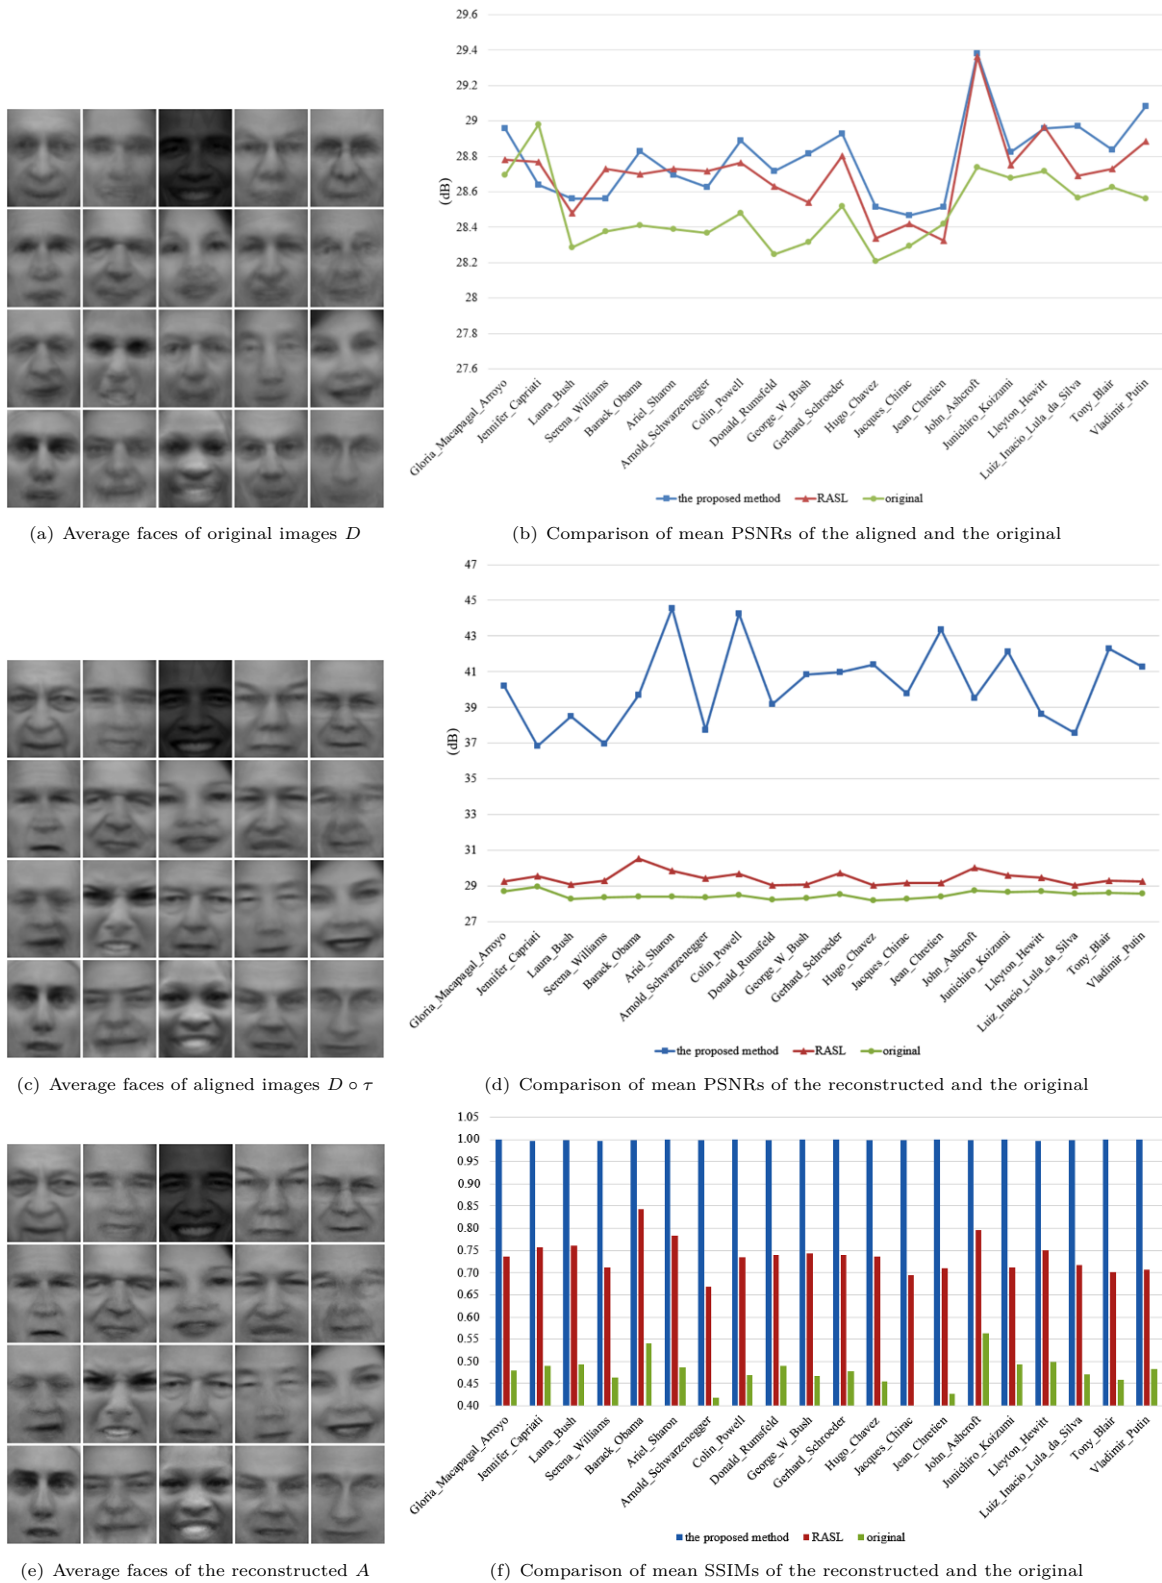 29.6
29.4
29.2
29
28.8
28.6
28.4
28.2
28
27.8
27.6
(dB)
Gloria_Macapagal_Arroyo
Jennifer_Capriati
Laura_Bush
Serena_Williams
Barack_Obama
Ariel_Sharon
Arnold_Schwarzenegger
Colin_Powell
Donald_Rumsfeld
George_W_Bush
Gerhard_Schroeder
Hugo_Chavez
Jacques_Chirac
Jean_Chretien
John_Ashcroft
Junichiro_Koizumi
Lleyton_Hewitt
Luiz_Inacio_Lula_da_Silva
Tony_Blair
Vladimir_Putin
the proposed method RASL original
(a) Average faces of original images D
(b) Comparison of mean PSNRs of the aligned and the original
47
45
43
41
39
37
35
33
31
29
27
(dB)
Gloria_Macapagal_Arroyo
Jennifer_Capriati
Laura_Bush
Serena_Williams
Barack_Obama
Ariel_Sharon
Arnold_Schwarzenegger
Colin_Powell
Donald_Rumsfeld
George_W_Bush
Gerhard_Schroeder
Hugo_Chavez
Jacques_Chirac
Jean_Chretien
John_Ashcroft
Junichiro_Koizumi
Lleyton_Hewitt
Luiz_Inacio_Lula_da_Silva
Tony_Blair
Vladimir_Putin
the proposed method RASL original
(c) Average faces of aligned images D ∘ τ
(d) Comparison of mean PSNRs of the reconstructed and the original
1.05
1.00
0.95
0.90
0.85
0.80
0.75
0.70
0.65
0.60
0.55
0.50
0.45
0.40
Gloria_Macapagal_Arroyo
Jennifer_Capriati
Laura_Bush
Serena_Williams
Barack_Obama
Ariel_Sharon
Arnold_Schwarzenegger
Colin_Powell
Donald_Rumsfeld
George_W_Bush
Gerhard_Schroeder
Hugo_Chavez
Jacques_Chirac
Jean_Chretien
John_Ashcroft
Junichiro_Koizumi
Lleyton_Hewitt
Luiz_Inacio_Lula_da_Silva
Tony_Blair
Vladimir_Putin
the proposed method RASL original
(e) Average faces of the reconstructed A
(f) Comparison of mean SSIMs of the reconstructed and the original